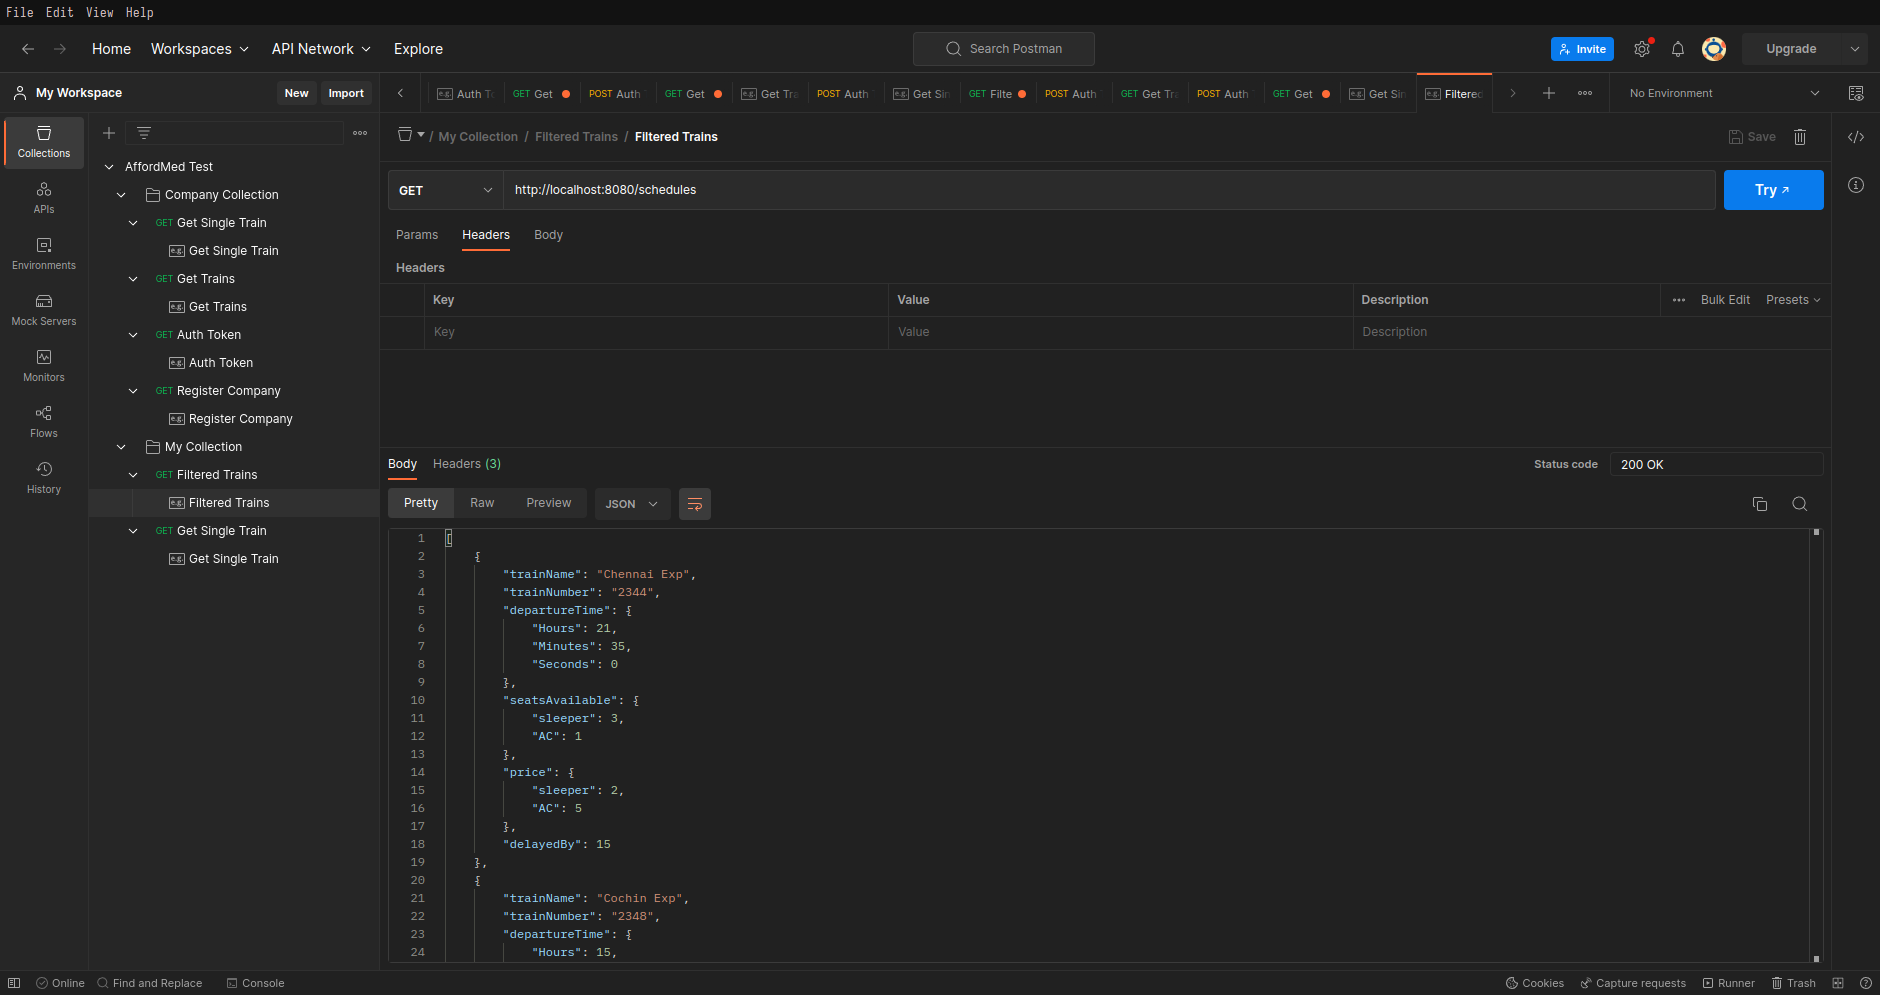 File Edit View Help
Home Workspaces API Network Explore Search Postman Invite Upgrade
My Workspace New Import
Auth GET Get POST Auth GET Get e.g. Get POST Auth e.g. Get GET Filte POST Auth GET Get POST Auth GET Get e.g. Get e.g. Filtered No Environment
Collections
APIs
Environments
Mock Servers
Monitors
Flows
History
AffordMed Test
Company Collection
GET Get Single Train
e.g. Get Single Train
GET Get Trains
e.g. Get Trains
GET Auth Token
e.g. Auth Token
GET Register Company
e.g. Register Company
My Collection
GET Filtered Trains
e.g. Filtered Trains
GET Get Single Train
e.g. Get Single Train
/ My Collection / Filtered Trains / FIltered Trains Save
GET http://localhost:8080/schedules Try
Params Headers Body
Headers
Key Value Description Bulk Edit Presets
Key Value Description
Body Headers (3) Status code 200 OK
Pretty Raw Preview JSON
1 [
2 {
3 "trainName": "Chennai Exp",
4 "trainNumber": "2344",
5 "departureTime": {
6 "Hours": 21,
7 "Minutes": 35,
8 "Seconds": 0
9 },
10 "seatsAvailable": {
11 "sleeper": 3,
12 "AC": 1
13 },
14 "price": {
15 "sleeper": 2,
16 "AC": 5
17 },
18 "delayedBy": 15
19 },
20 {
21 "trainName": "Cochin Exp",
22 "trainNumber": "2348",
23 "departureTime": {
24 "Hours": 15,
Online Find and Replace Console Cookies Capture requests Runner Trash